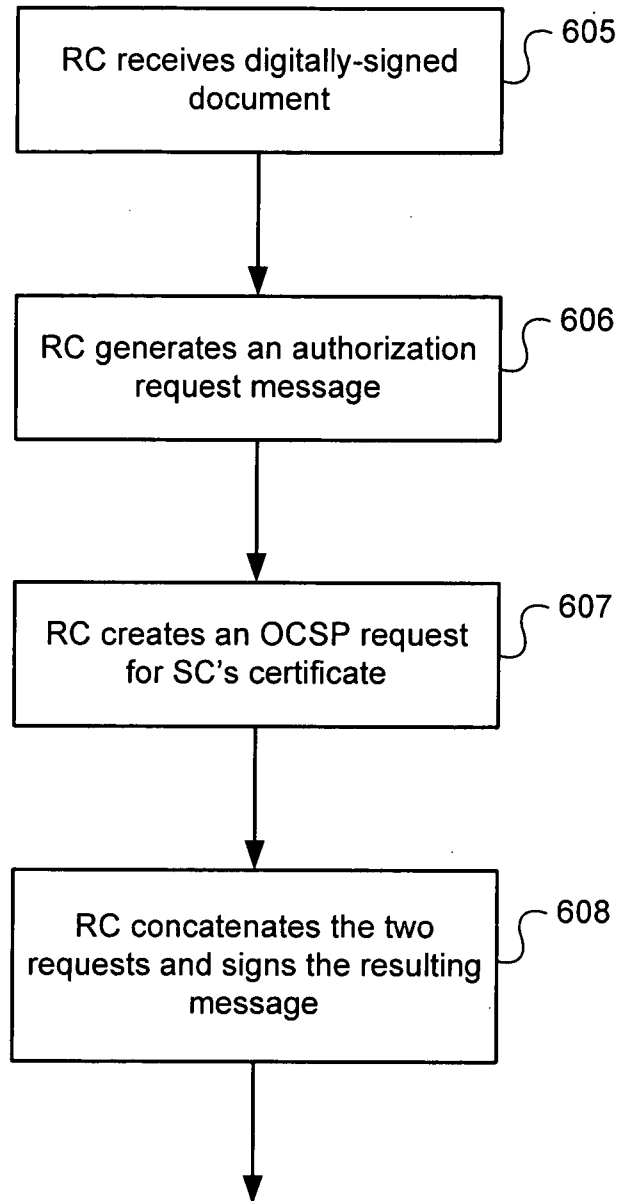 RC receives digitally-signed
document
605
RC generates an authorization
request message
606
RC creates an OCSP request
for SC's certificate
607
RC concatenates the two
requests and signs the resulting
message
608